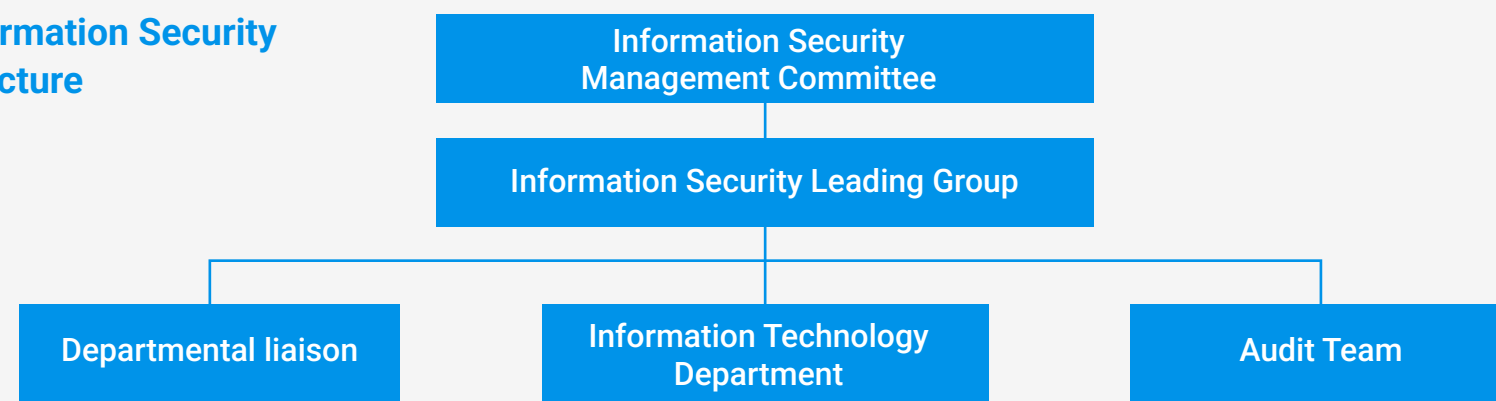 rmation Security
cture
Information Security
Management Committee
Information Security Leading Group
Departmental liaison
Information Technology
Department
Audit Team